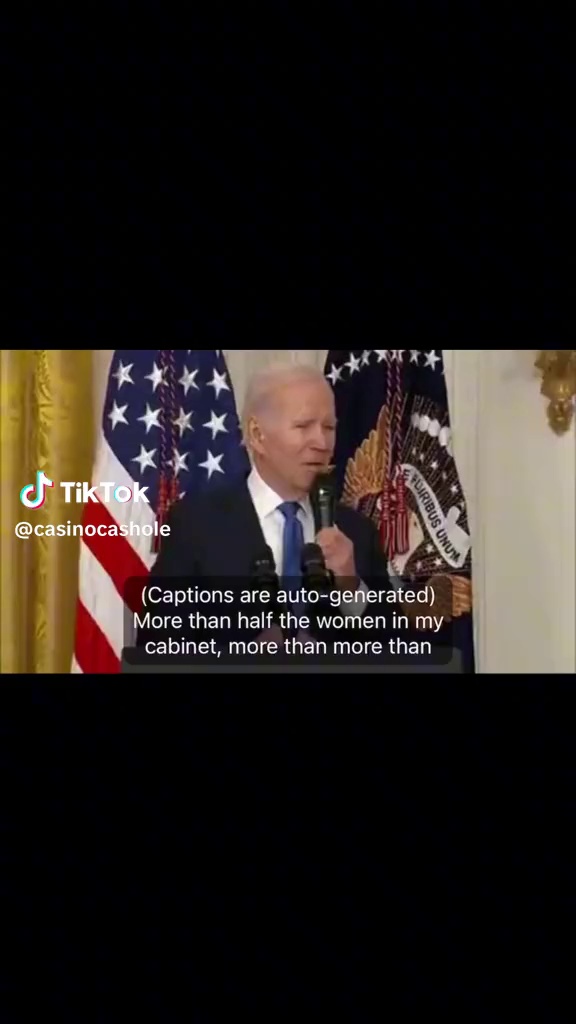 E PLURIBUS UNUM
TikTok
@casinocashole
(Captions are auto-generated)
More than half the women in my
cabinet, more than more than